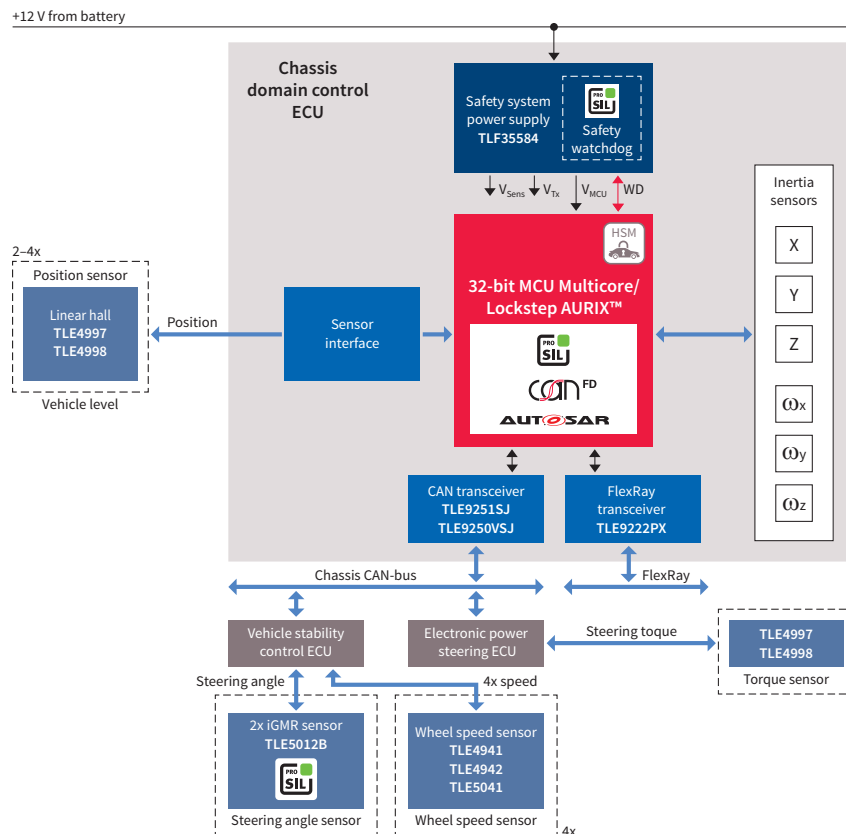 +12 V from battery
Chassis
domain control
ECU
Safety system
power supply
TLF35584
PRO
SIL
Safety
watchdog
VSens
VTx
VMCU
WD
Inertia
sensors
X
Y
Z
ωx
ωy
ωz
HSM
32-bit MCU Multicore/
Lockstep AURIX™
PRO
SIL
CAN FD
AUTOSAR
2–4x
Position sensor
Linear hall
TLE4997
TLE4998
Vehicle level
Position
Sensor
interface
CAN transceiver
TLE9251SJ
TLE9250VSJ
FlexRay
transceiver
TLE9222PX
Chassis CAN-bus
FlexRay
Vehicle stability
control ECU
Electronic power
steering ECU
Steering toque
TLE4997
TLE4998
Torque sensor
Steering angle
4x speed
2x iGMR sensor
TLE5012B
PRO
SIL
Steering angle sensor
Wheel speed sensor
TLE4941
TLE4942
TLE5041
Wheel speed sensor
4x